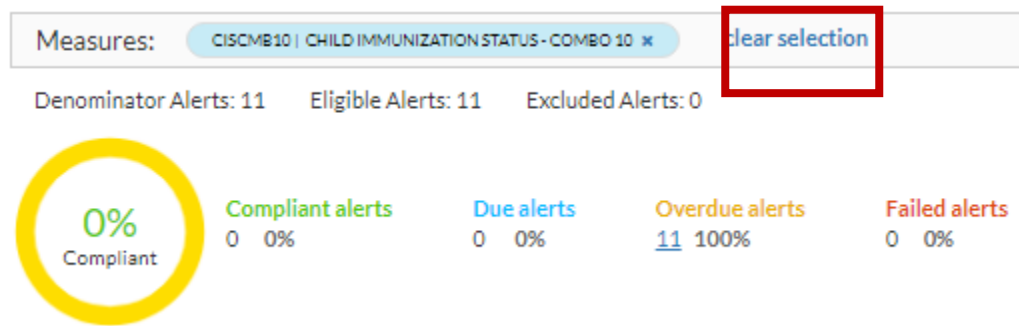 Measures: CISCMB10 | CHILD IMMUNIZATION STATUS - COMBO 10 × clear selection
Denominator Alerts: 11 Eligible Alerts: 11 Excluded Alerts: 0
Compliant alerts Due alerts Overdue alerts Failed alerts
0% 0 0% 0 0% 11 100% 0 0%
Compliant